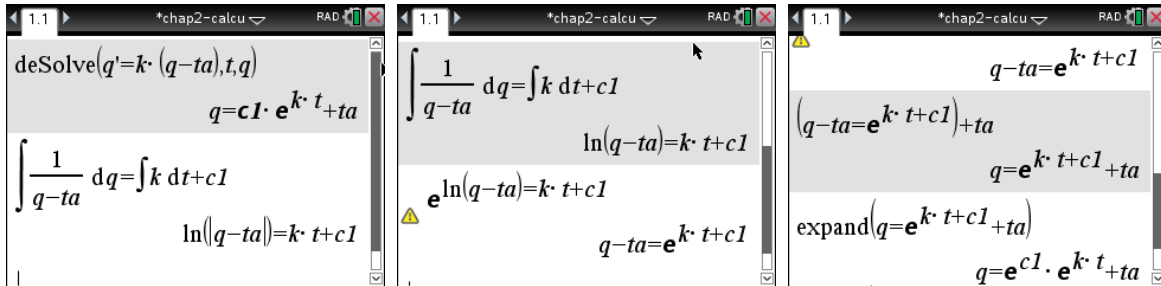 1.1 *chap2-calcu RAD
deSolve(q'=k·(q−ta),t,q)
q=c1·e^(k·t)+ta
∫ 1/(q−ta) dq=∫k dt+c1
ln(|q−ta|)=k·t+c1
1.1 *chap2-calcu RAD
∫ 1/(q−ta) dq=∫k dt+c1
ln(q−ta)=k·t+c1
e^(ln(q−ta)=k·t+c1)
q−ta=e^(k·t+c1)
1.1 *chap2-calcu RAD
q−ta=e^(k·t+c1)
(q−ta=e^(k·t+c1))+ta
q=e^(k·t+c1)+ta
expand(q=e^(k·t+c1)+ta)
q=e^(c1)·e^(k·t)+ta